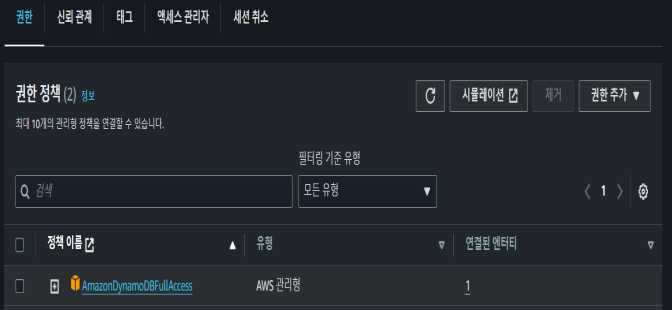 권한 신뢰 관계 태그 액세스 관리자 세션 취소
권한 정책 (2) 정보
시뮬레이션 제거 권한 추가
최대 10개의 관리형 정책을 연결할 수 있습니다.
필터링 기준 유형
검색 모든 유형 1
정책 이름 유형 연결된 엔터티
AmazonDynamoDBFullAccess AWS 관리형 1